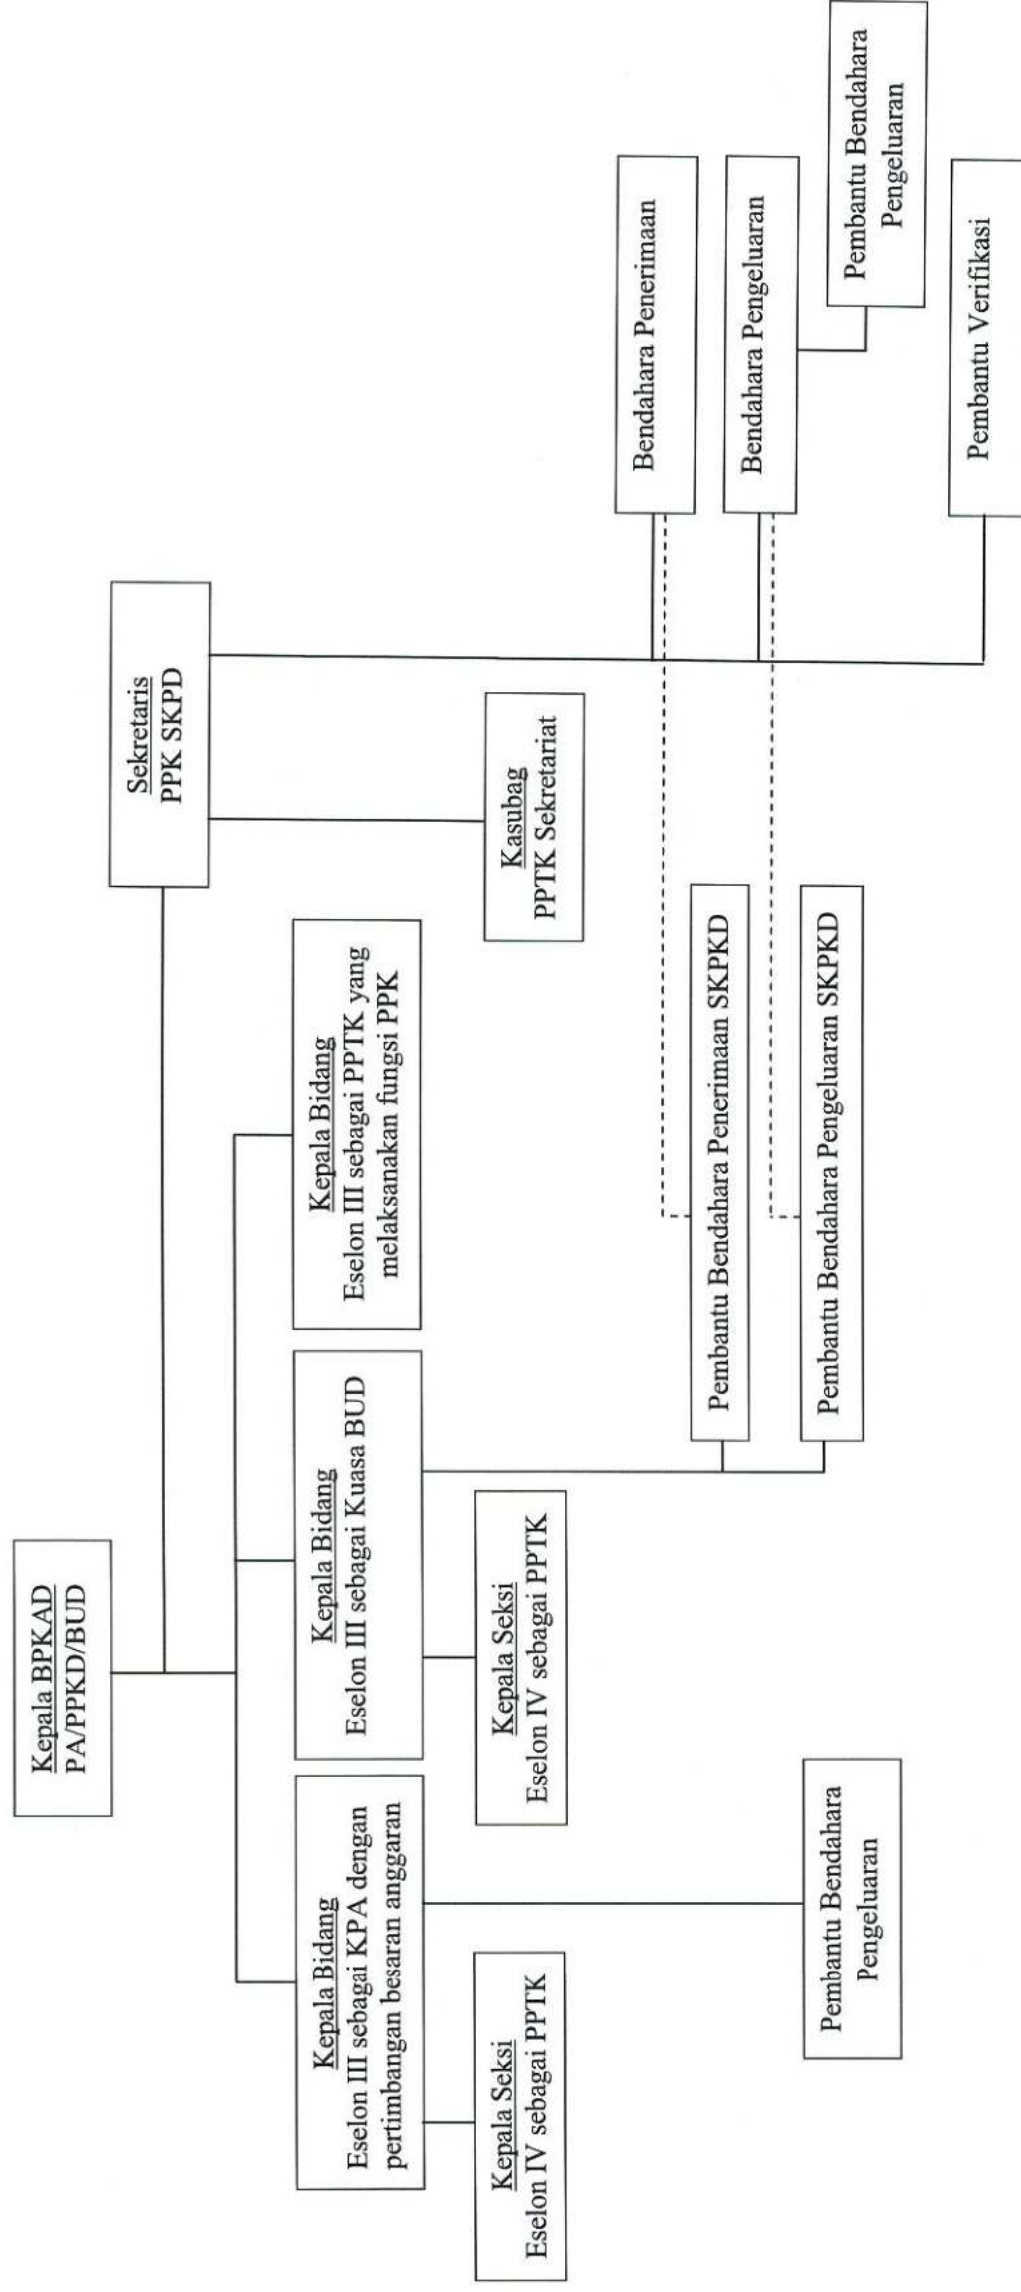 Kepala BPKAD
PA/PPKD/BUD
Sekretaris
PPK SKPD
Kepala Bidang
Eselon III sebagai KPA dengan
pertimbangan besaran anggaran
Kepala Bidang
Eselon III sebagai Kuasa BUD
Kepala Bidang
Eselon III sebagai PPTK yang
melaksanakan fungsi PPK
Kepala Seksi
Eselon IV sebagai PPTK
Kepala Seksi
Eselon IV sebagai PPTK
Kasubag
PPTK Sekretariat
Bendahara Penerimaan
Pembantu Bendahara Penerimaan SKPKD
Bendahara Pengeluaran
Pembantu Bendahara Pengeluaran SKPKD
Pembantu Bendahara
Pengeluaran
Pembantu Bendahara
Pengeluaran
Pembantu Verifikasi